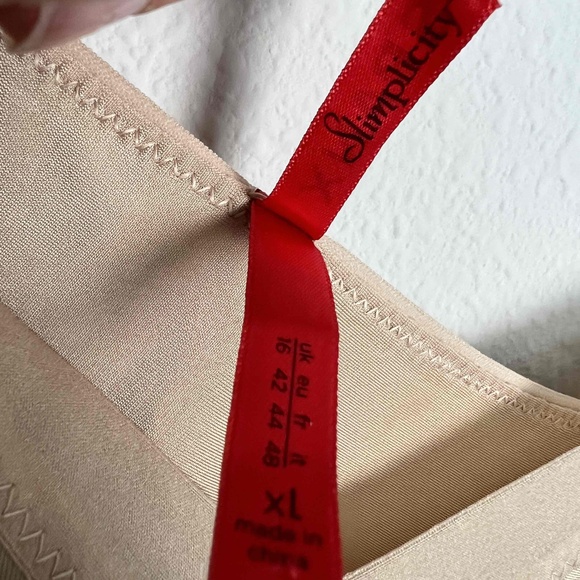 Slimplicity
uk eu fr it
16 42 44 48
XL
made in
china